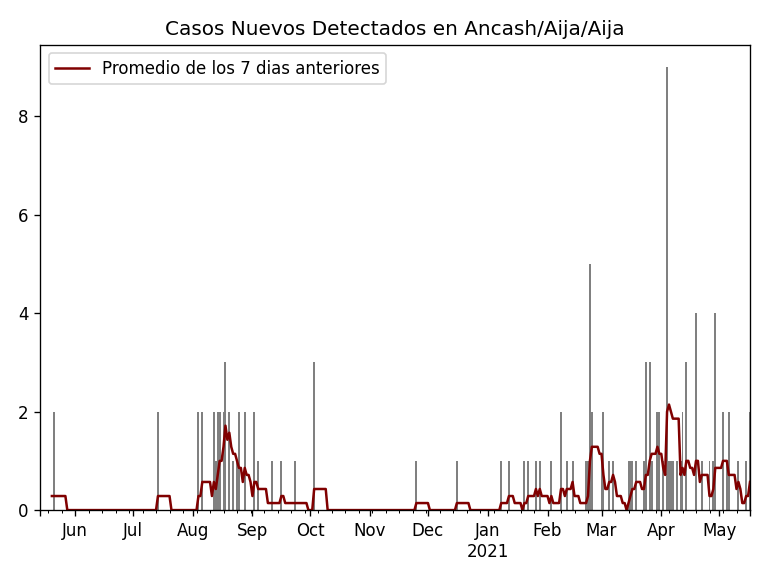 Casos Nuevos Detectados en Ancash/Aija/Aija
Promedio de los 7 dias anteriores
8
6
4
2
0
Jun Jul Aug Sep Oct Nov Dec Jan Feb Mar Apr May
2021